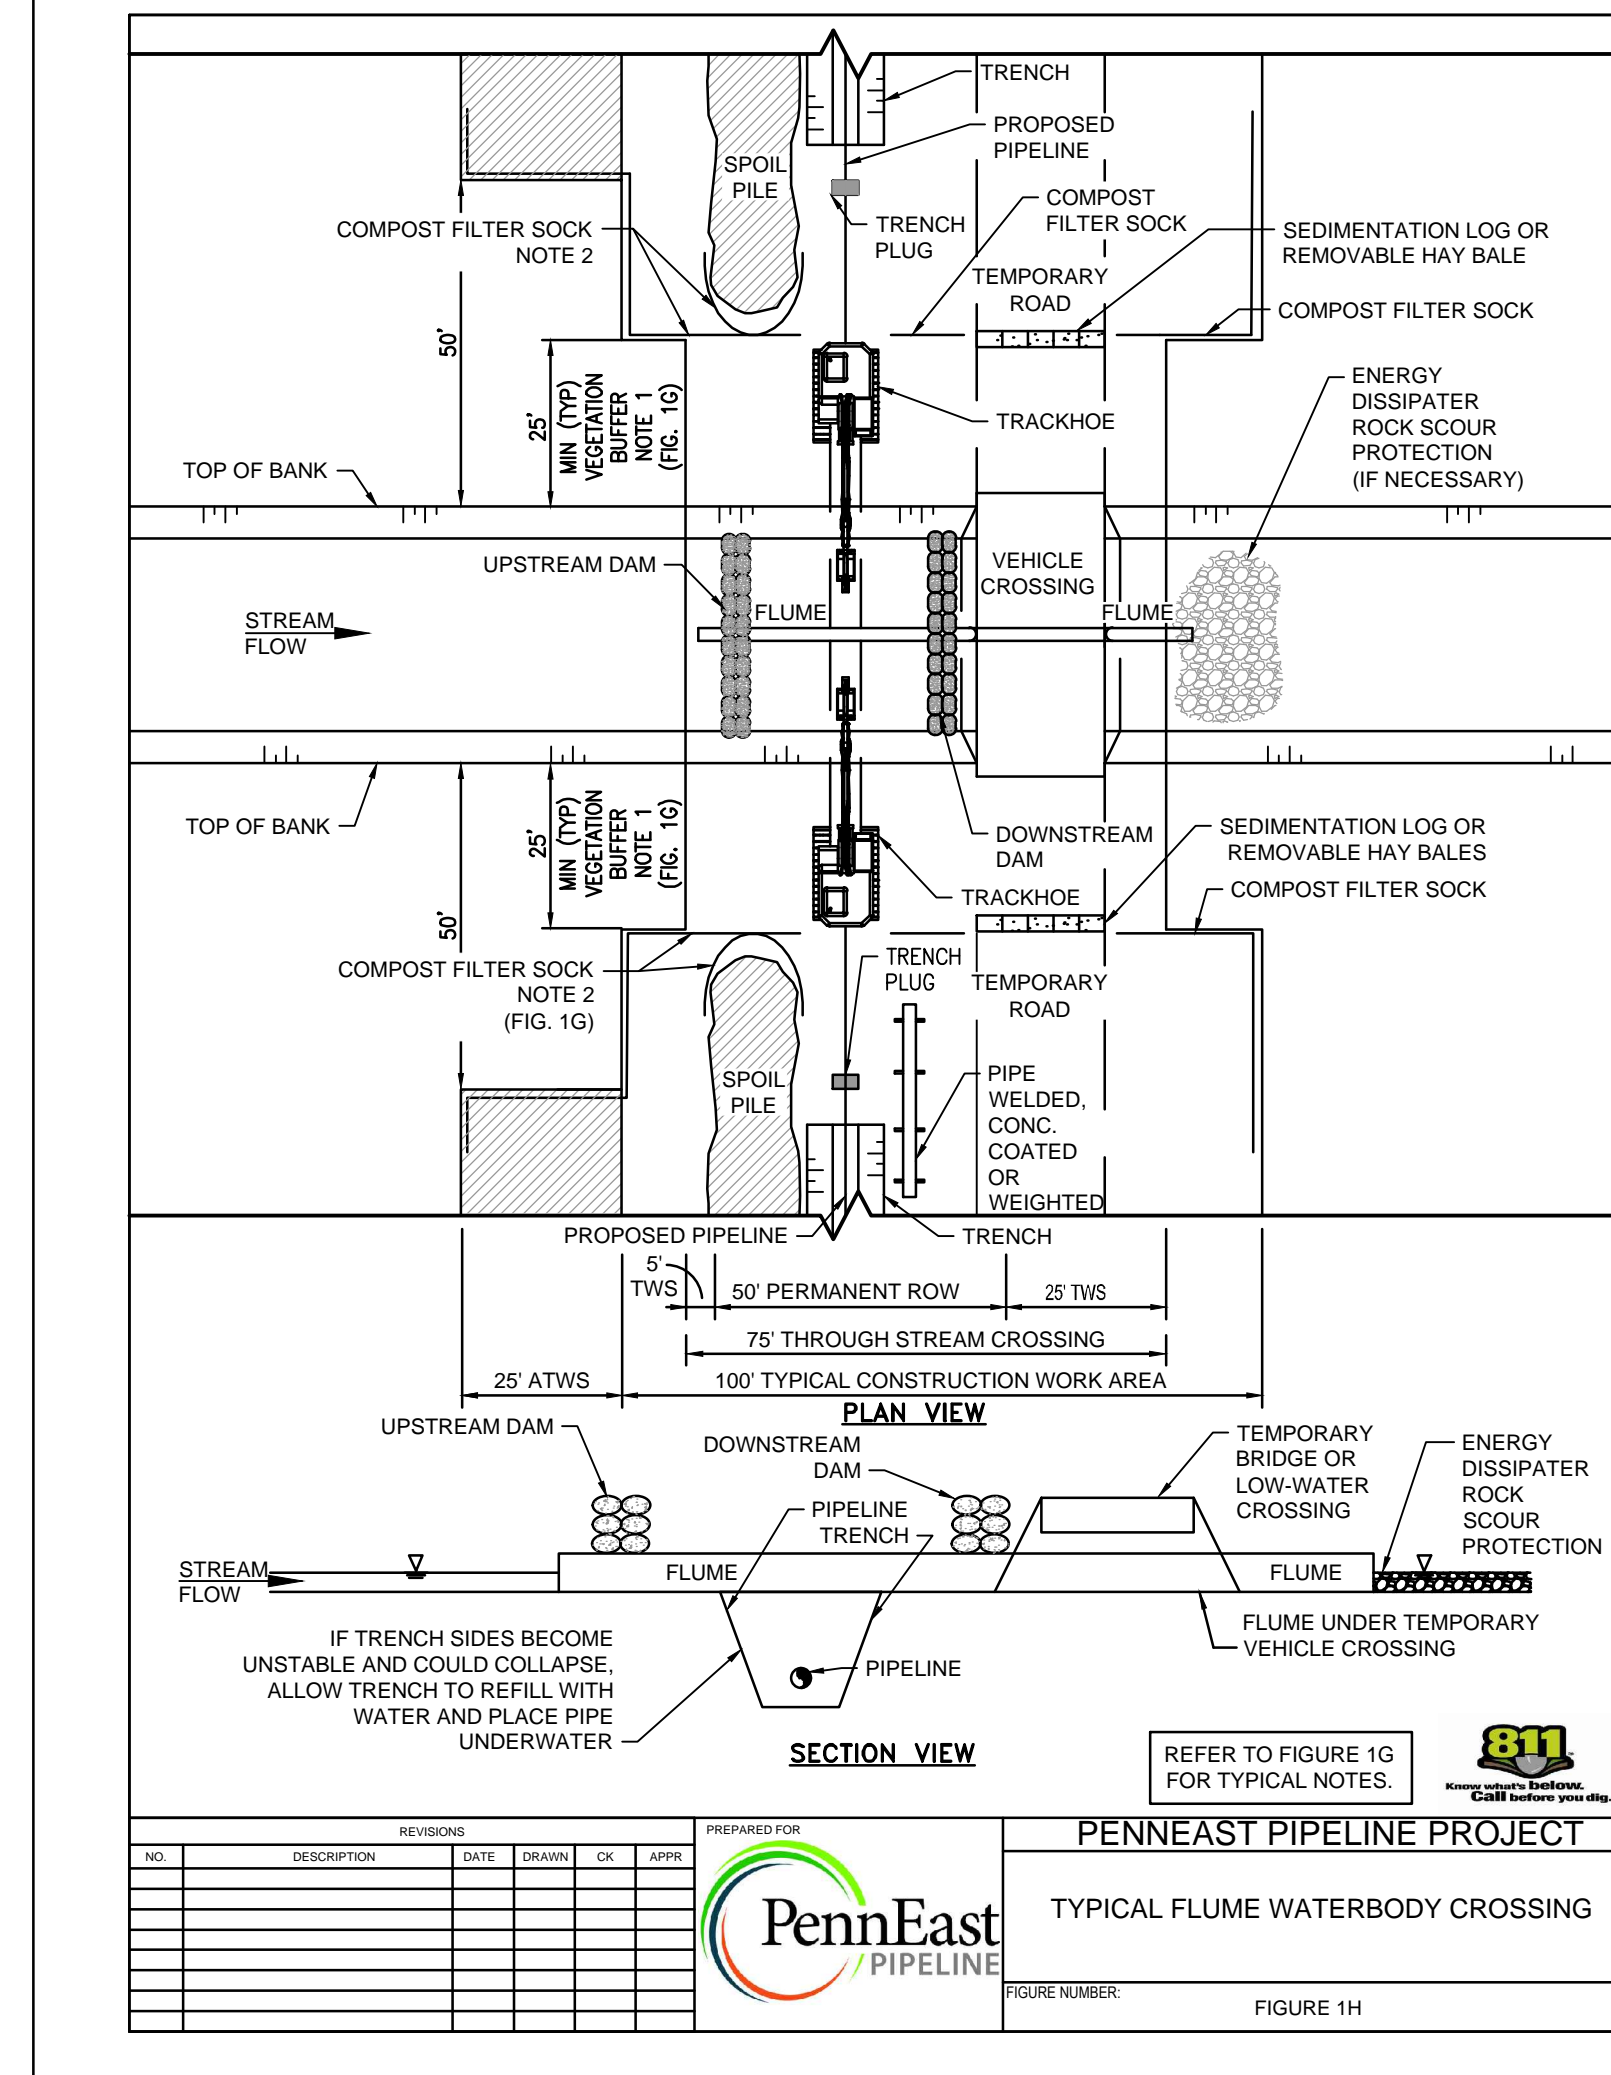 TRENCH
PROPOSED
PIPELINE
SPOIL
PILE
COMPOST
FILTER SOCK
TRENCH
PLUG
COMPOST FILTER SOCK
NOTE 2
SEDIMENTATION LOG OR
REMOVABLE HAY BALE
TEMPORARY
ROAD
COMPOST FILTER SOCK
50'
25'
MIN (TYP)
VEGETATION
BUFFER
NOTE 1
(FIG. 1G)
ENERGY
DISSIPATER
ROCK SCOUR
PROTECTION
(IF NECESSARY)
TRACKHOE
TOP OF BANK
UPSTREAM DAM
VEHICLE
CROSSING
FLUME
FLUME
STREAM
FLOW
TOP OF BANK
50'
25'
MIN (TYP)
VEGETATION
BUFFER
NOTE 1
(FIG. 1G)
DOWNSTREAM
DAM
SEDIMENTATION LOG OR
REMOVABLE HAY BALES
TRACKHOE
COMPOST FILTER SOCK
COMPOST FILTER SOCK
NOTE 2
(FIG. 1G)
TRENCH
PLUG
TEMPORARY
ROAD
SPOIL
PILE
PIPE
WELDED,
CONC.
COATED
OR
WEIGHTED
PROPOSED PIPELINE
TRENCH
5'
TWS
50' PERMANENT ROW
25' TWS
75' THROUGH STREAM CROSSING
25' ATWS
100' TYPICAL CONSTRUCTION WORK AREA
PLAN VIEW
UPSTREAM DAM
DOWNSTREAM
DAM
TEMPORARY
BRIDGE OR
LOW-WATER
CROSSING
ENERGY
DISSIPATER
ROCK
SCOUR
PROTECTION
PIPELINE
TRENCH
STREAM
FLOW
FLUME
FLUME
FLUME UNDER TEMPORARY
VEHICLE CROSSING
IF TRENCH SIDES BECOME
UNSTABLE AND COULD COLLAPSE,
ALLOW TRENCH TO REFILL WITH
WATER AND PLACE PIPE
UNDERWATER
PIPELINE
SECTION VIEW
REFER TO FIGURE 1G
FOR TYPICAL NOTES.
811
Know what's below.
Call before you dig.
REVISIONS
NO. DESCRIPTION DATE DRAWN CK APPR
PREPARED FOR
PennEast
PIPELINE
PENNEAST PIPELINE PROJECT
TYPICAL FLUME WATERBODY CROSSING
FIGURE NUMBER:
FIGURE 1H